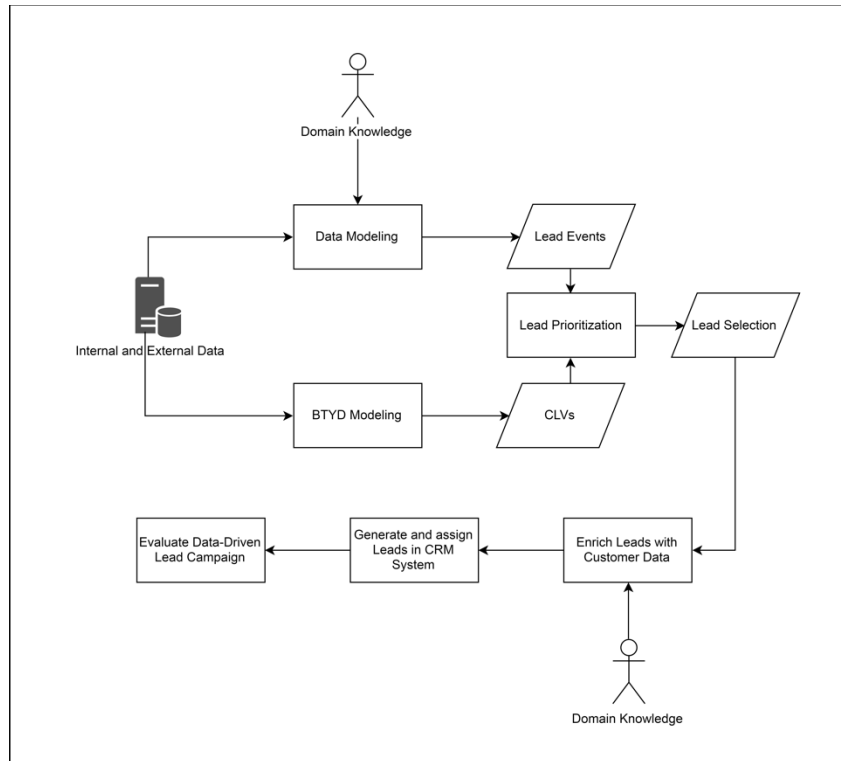 Domain Knowledge
Data Modeling
Lead Events
Internal and External Data
Lead Prioritization
Lead Selection
BTYD Modeling
CLVs
Evaluate Data-Driven
Lead Campaign
Generate and assign
Leads in CRM
System
Enrich Leads with
Customer Data
Domain Knowledge